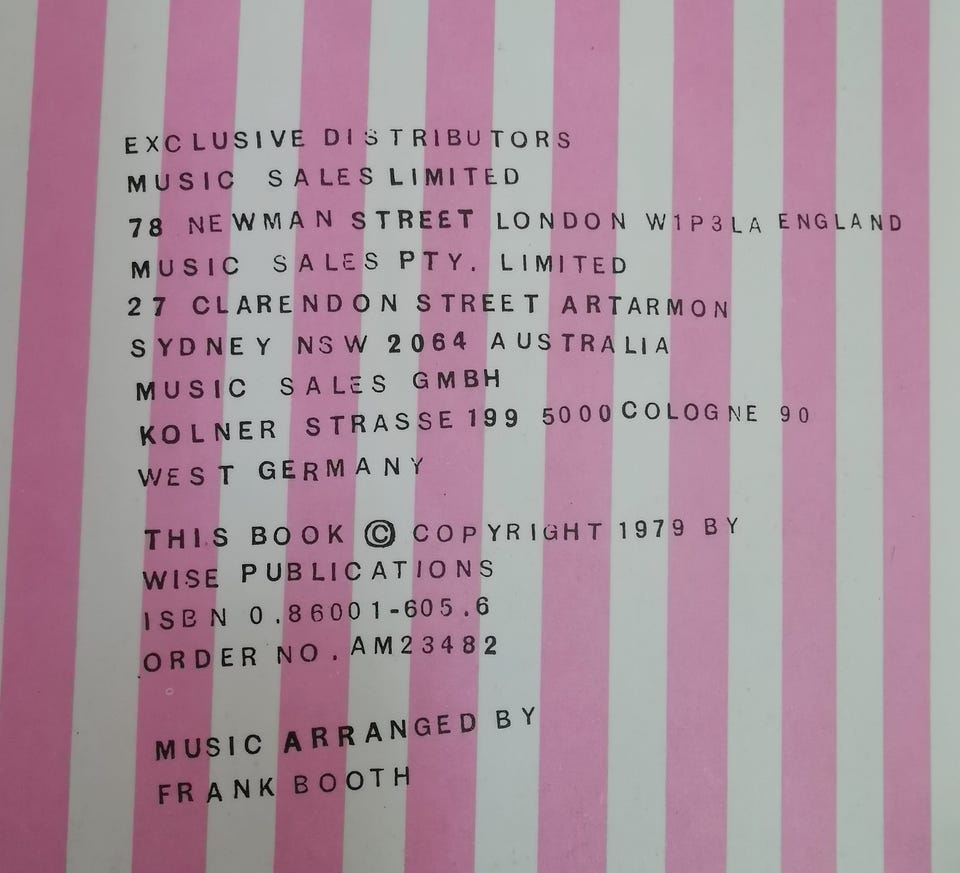 EXCLUSIVE DISTRIBUTORS
MUSIC SALES LIMITED
78 NEWMAN STREET LONDON W1P3LA ENGLAND
MUSIC SALES PTY. LIMITED
27 CLARENDON STREET ARTARMON
SYDNEY NSW 2064 AUSTRALIA
MUSIC SALES GMBH
KOLNER STRASSE 199 5000 COLOGNE 90
WEST GERMANY
THIS BOOK © COPYRIGHT 1979 BY
WISE PUBLICATIONS
ISBN 0.86001-605.6
ORDER NO. AM23482
MUSIC ARRANGED BY
FRANK BOOTH